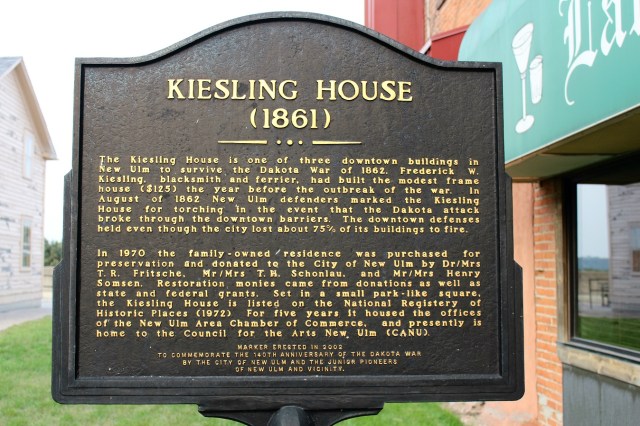 KIESLING HOUSE
(1861)
The Kiesling House is one of three downtown buildings in
New Ulm to survive the Dakota War of 1862. Frederick W.
Kiesling, blacksmith and ferrier, had built the modest frame
house ($125) the year before the outbreak of the war. In
August of 1862 New Ulm defenders marked the Kiesling
House for torching in the event that the Dakota attack
broke through the downtown barriers. The downtown defenses
held even though the city lost about 75% of its buildings to fire.
In 1970 the family-owned residence was purchased for
preservation and donated to the City of New Ulm by Dr/Mrs
T.R. Fritsche, Mr/Mrs T.H. Schonlau, and Mr/Mrs Henry
Somsen. Restoration monies came from donations as well as
state and federal grants. Set in a small park-like square,
the Kiesling House is listed on the National Registery of
Historic Places (1972) For five years it housed the offices
of the New Ulm Area Chamber of Commerce, and presently is
home to the Council for the Arts New Ulm (CANU).
MARKER ERECTED IN 2002
TO COMMEMORATE THE 140TH ANNIVERSARY OF THE DAKOTA WAR
BY THE CITY OF NEW ULM AND THE JUNIOR PIONEERS
OF NEW ULM AND VICINITY.